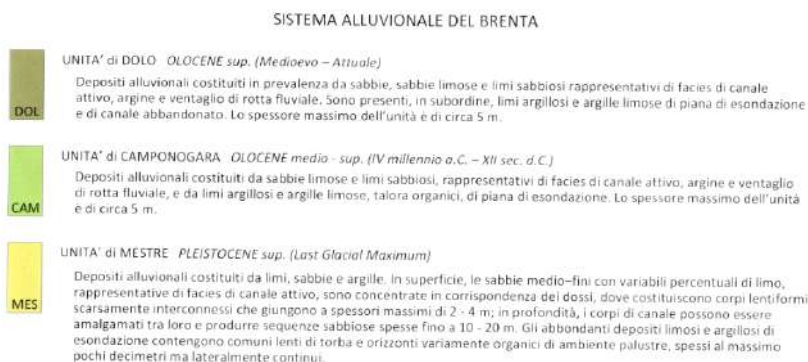 SISTEMA ALLUVIONALE DEL BRENTA
UNITA' di DOLO OLOCENE sup. (Medioevo – Attuale)
Depositi alluvionali costituiti in prevalenza da sabbie, sabbie limose e limi sabbiosi rappresentativi di facies di canale
attivo, argine e ventaglio di rotta fluviale. Sono presenti, in subordine, limi argillosi e argille limose di piana di esondazione
e di canale abbandonato. Lo spessore massimo dell'unità è di circa 5 m.
DOL
UNITA' di CAMPONOGARA OLOCENE medio - sup. (IV millennio a.C. – XII sec. d.C.)
Depositi alluvionali costituiti da sabbie limose e limi sabbiosi, rappresentativi di facies di canale attivo, argine e ventaglio
di rotta fluviale, e da limi argillosi e argille limose, talora organici, di piana di esondazione. Lo spessore massimo dell'unità
è di circa 5 m.
CAM
UNITA' di MESTRE PLEISTOCENE sup. (Last Glacial Maximum)
Depositi alluvionali costituiti da limi, sabbie e argille. In superficie, le sabbie medio–fini con variabili percentuali di limo,
rappresentative di facies di canale attivo, sono concentrate in corrispondenza dei dossi, dove costituiscono corpi lentiformi
scarsamente interconnessi che giungono a spessori massimi di 2 - 4 m; in profondità, i corpi di canale possono essere
amalgamati tra loro e produrre sequenze sabbiose spesse fino a 10 - 20 m. Gli abbondanti depositi limosi e argillosi di
esondazione contengono comuni lenti di torba e orizzonti variamente organici di ambiente palustre, spessi al massimo
pochi decimetri ma lateralmente continui.
MES